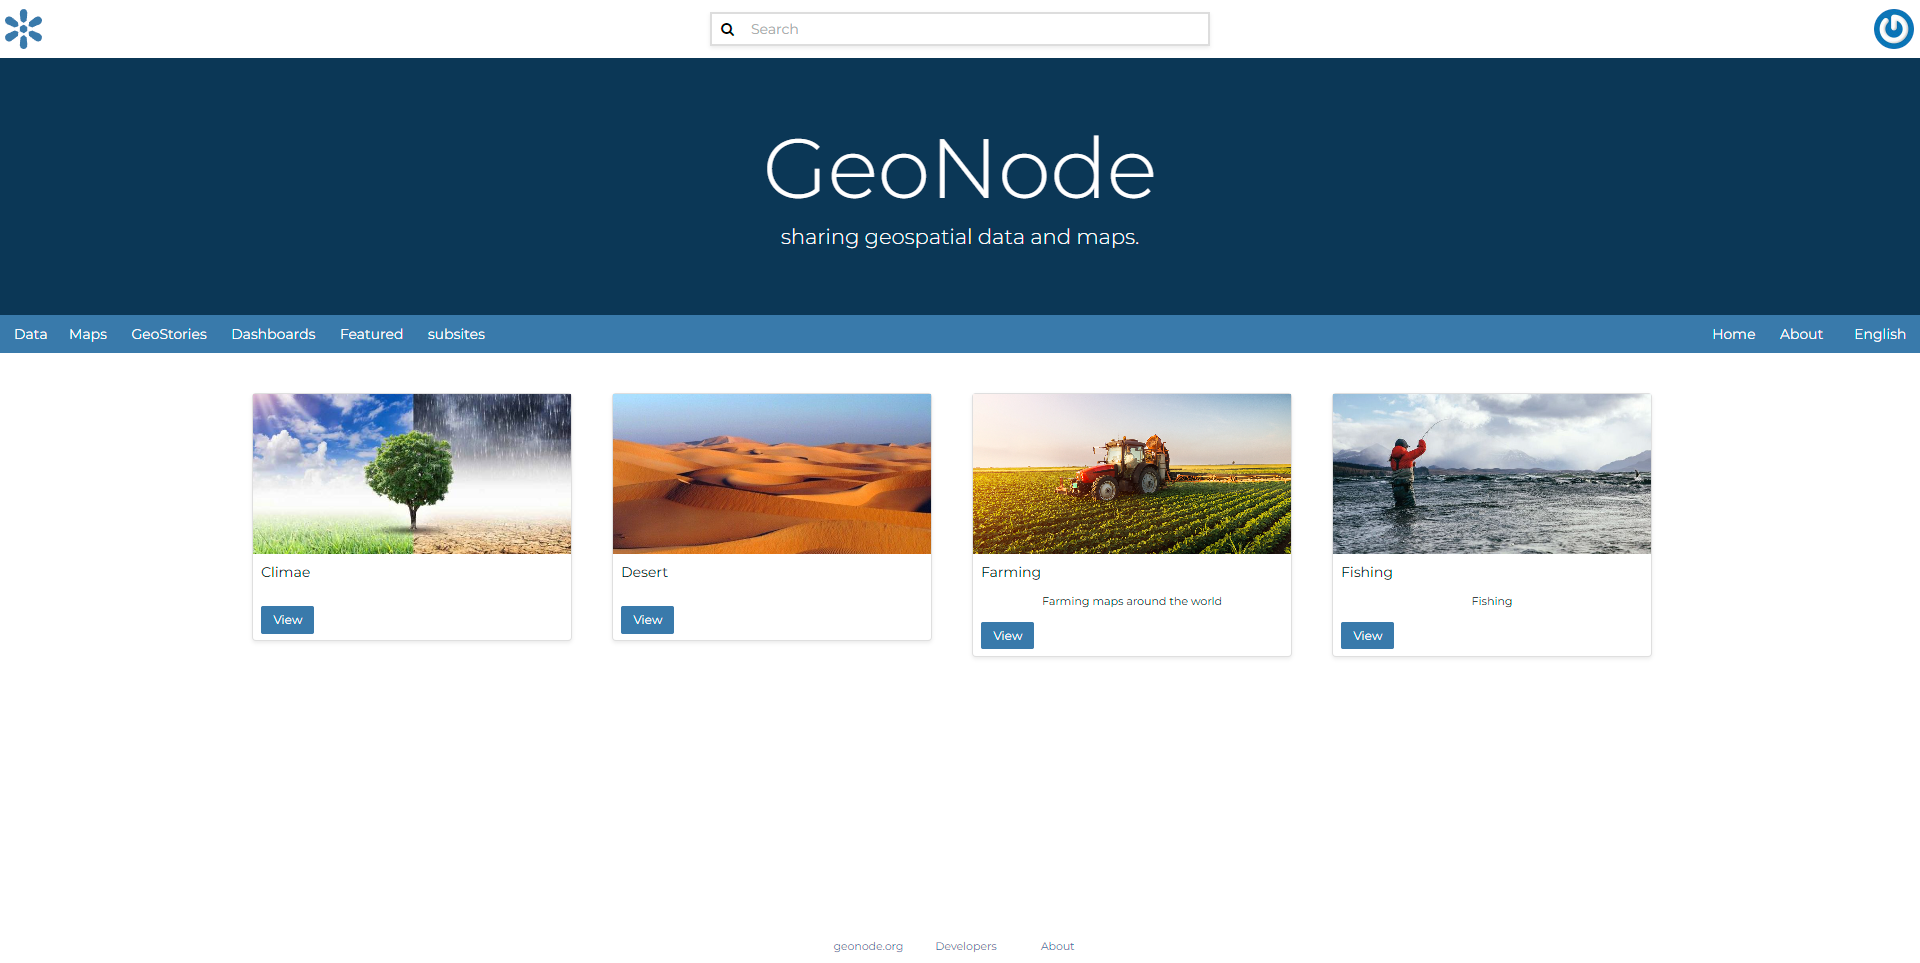 Search
GeoNode
sharing geospatial data and maps.
Data Maps GeoStories Dashboards Featured subsites Home About English
Climae
View
Desert
View
Farming
Farming maps around the world
View
Fishing
Fishing
View
geonode.org Developers About